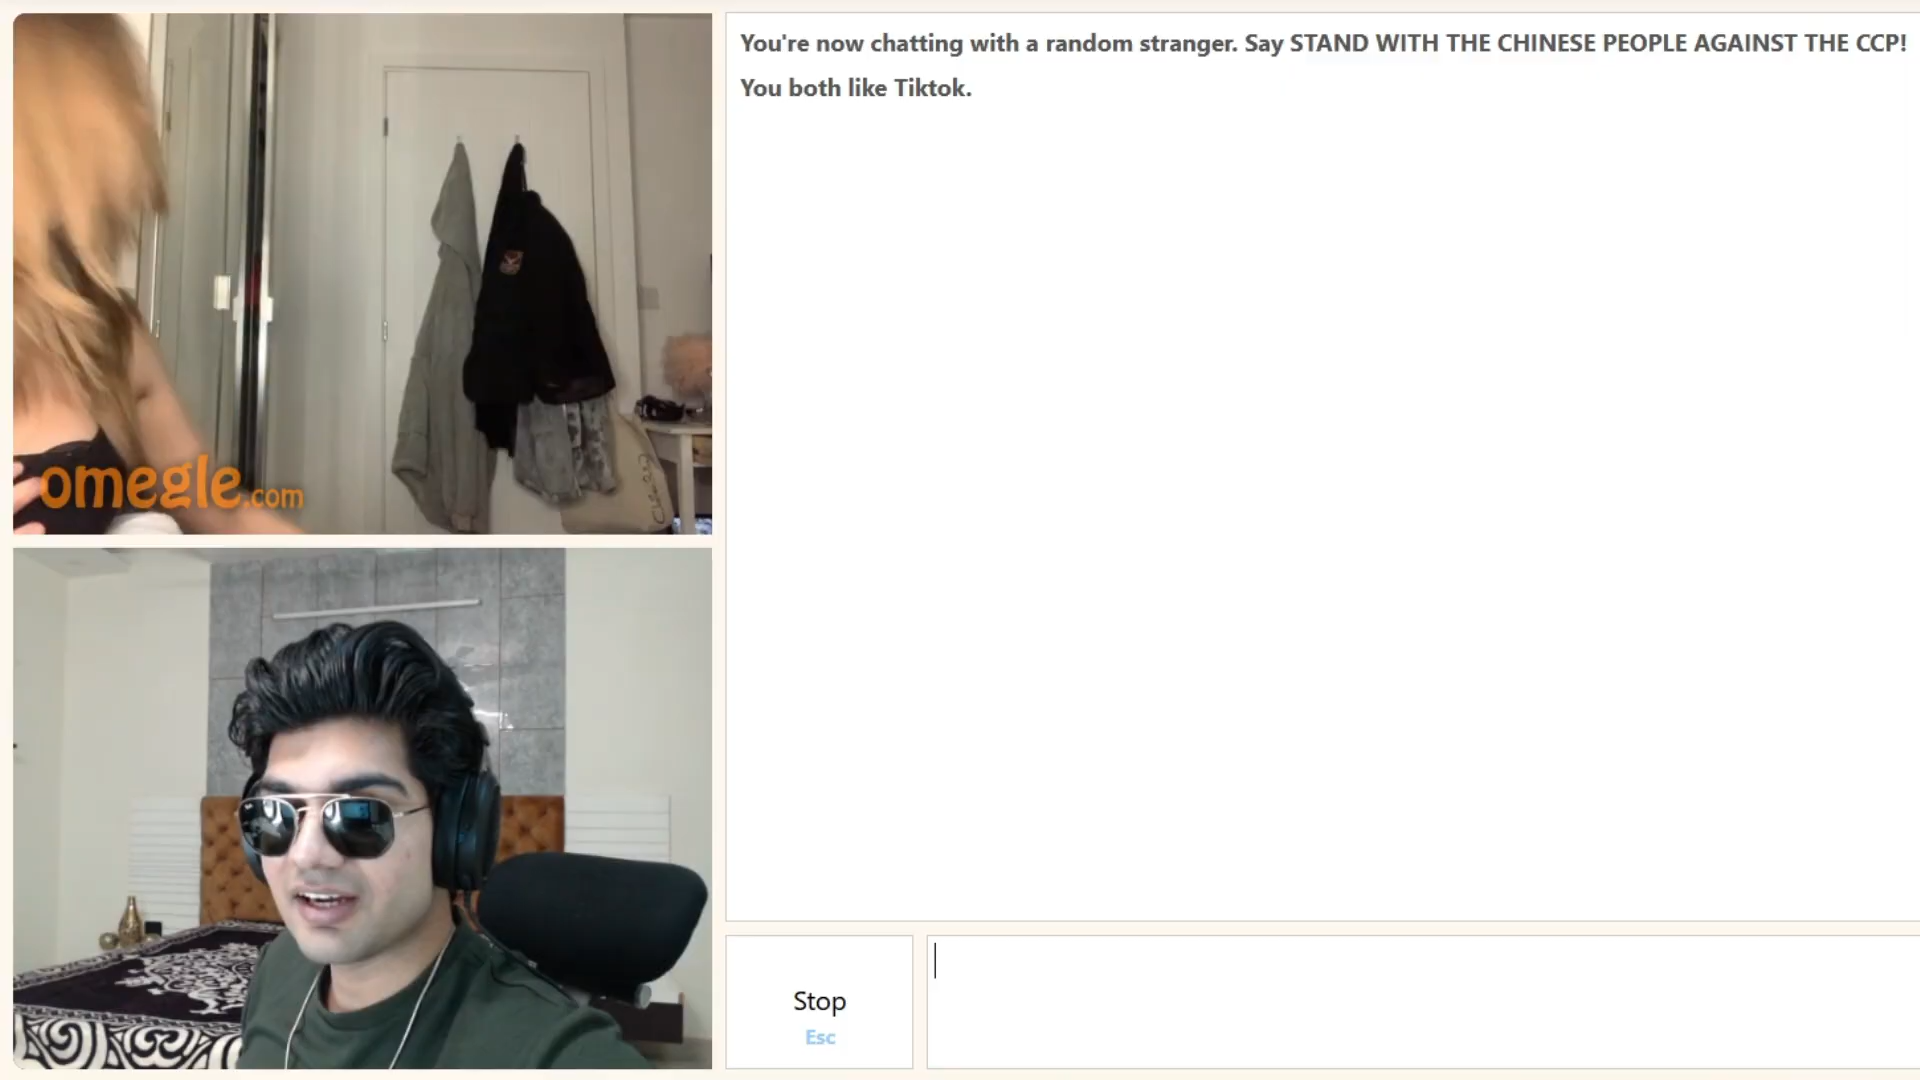 You're now chatting with a random stranger. Say STAND WITH THE CHINESE PEOPLE AGAINST THE CCP!
You both like Tiktok.
omegle.com
Stop
Esc